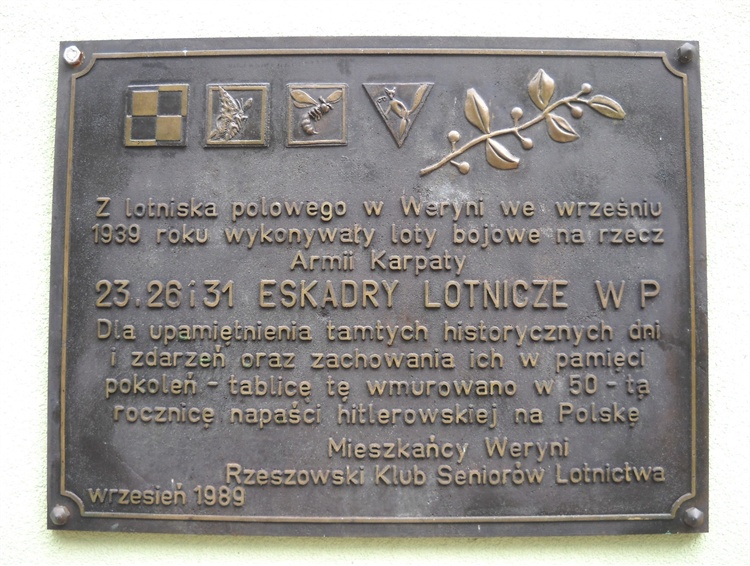 Z lotniska polowego w Weryni we wrześniu
1939 roku wykonywały loty bojowe na rzecz
Armii Karpaty
23.26 i 31 ESKADRY LOTNICZE WP
Dla upamiętnienia tamtych historycznych dni
i zdarzeń oraz zachowania ich w pamięci
pokoleń - tablicę tę wmurowano w 50 - tą
rocznicę napaści hitlerowskiej na Polskę
Mieszkańcy Weryni
Rzeszowski Klub Seniorów Lotnictwa
wrzesień 1989